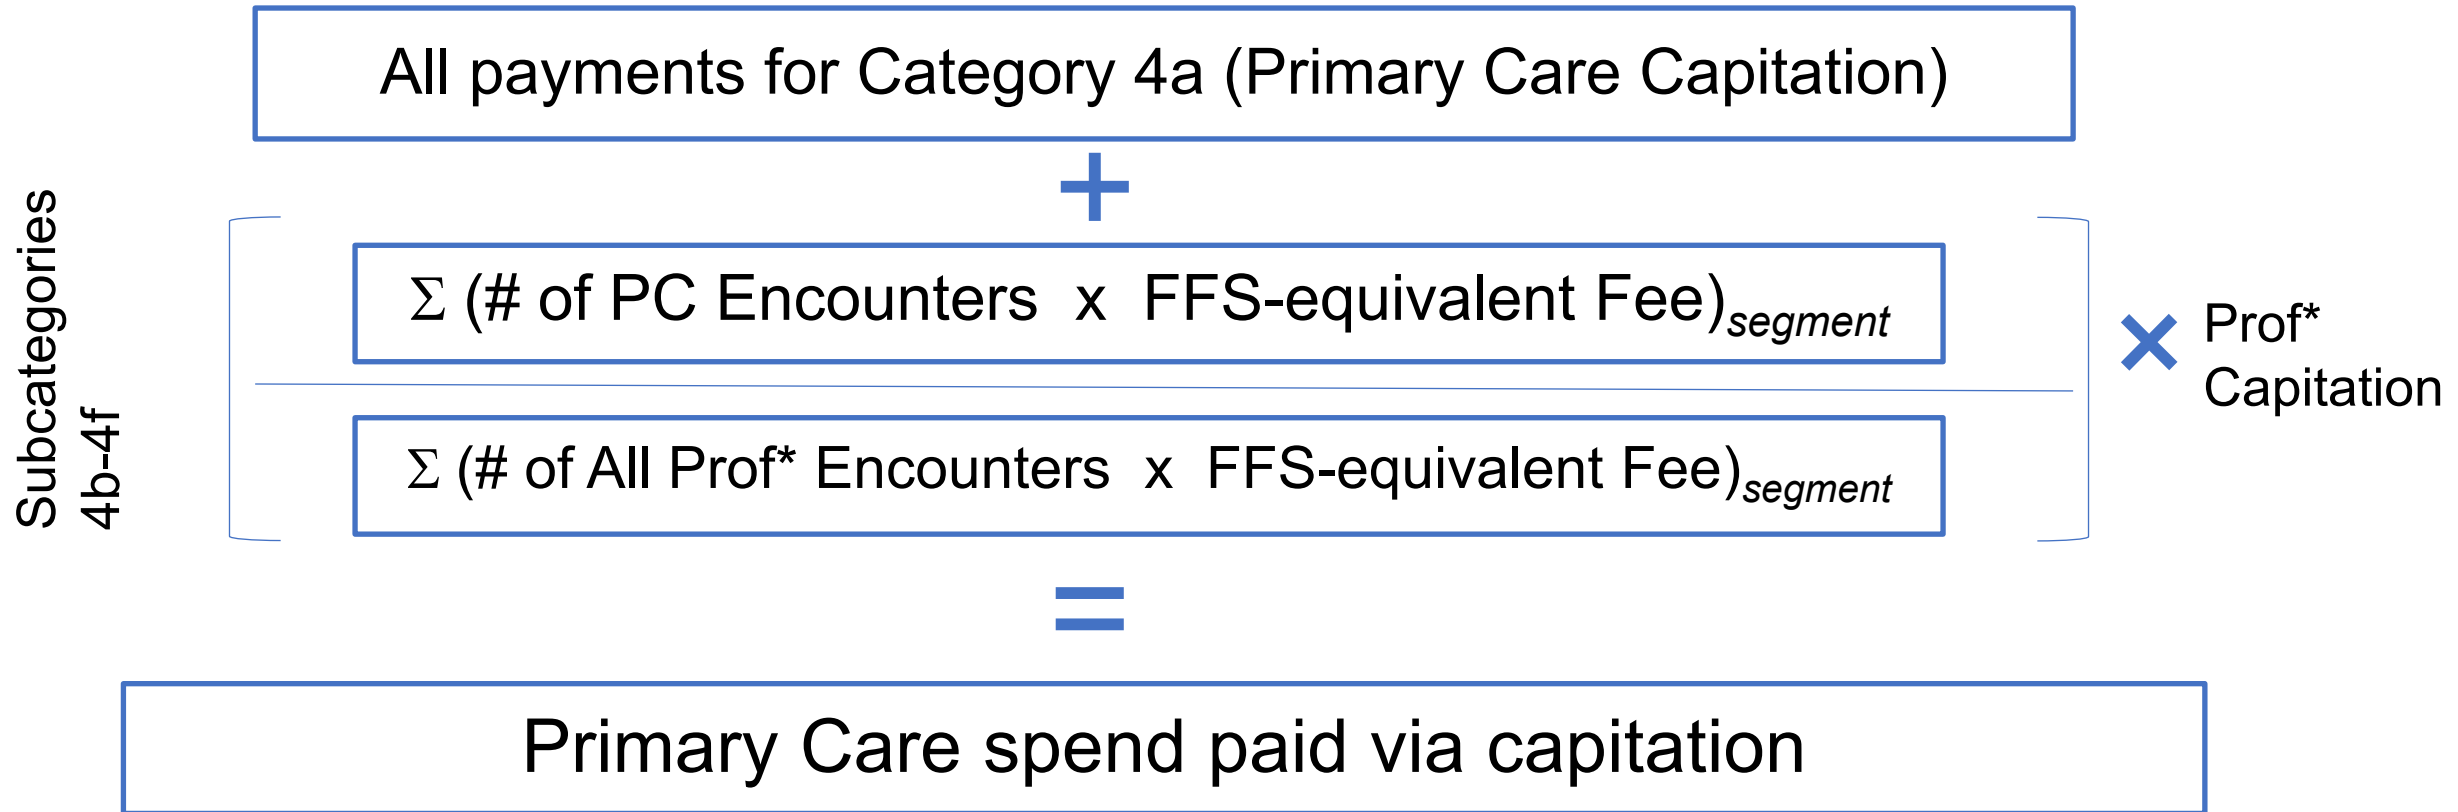 All payments for Category 4a (Primary Care Capitation)
+
Subcategories
4b-4f
Σ (# of PC Encounters x FFS-equivalent Fee)segment
Σ (# of All Prof* Encounters x FFS-equivalent Fee)segment
×
Prof*
Capitation
=
Primary Care spend paid via capitation